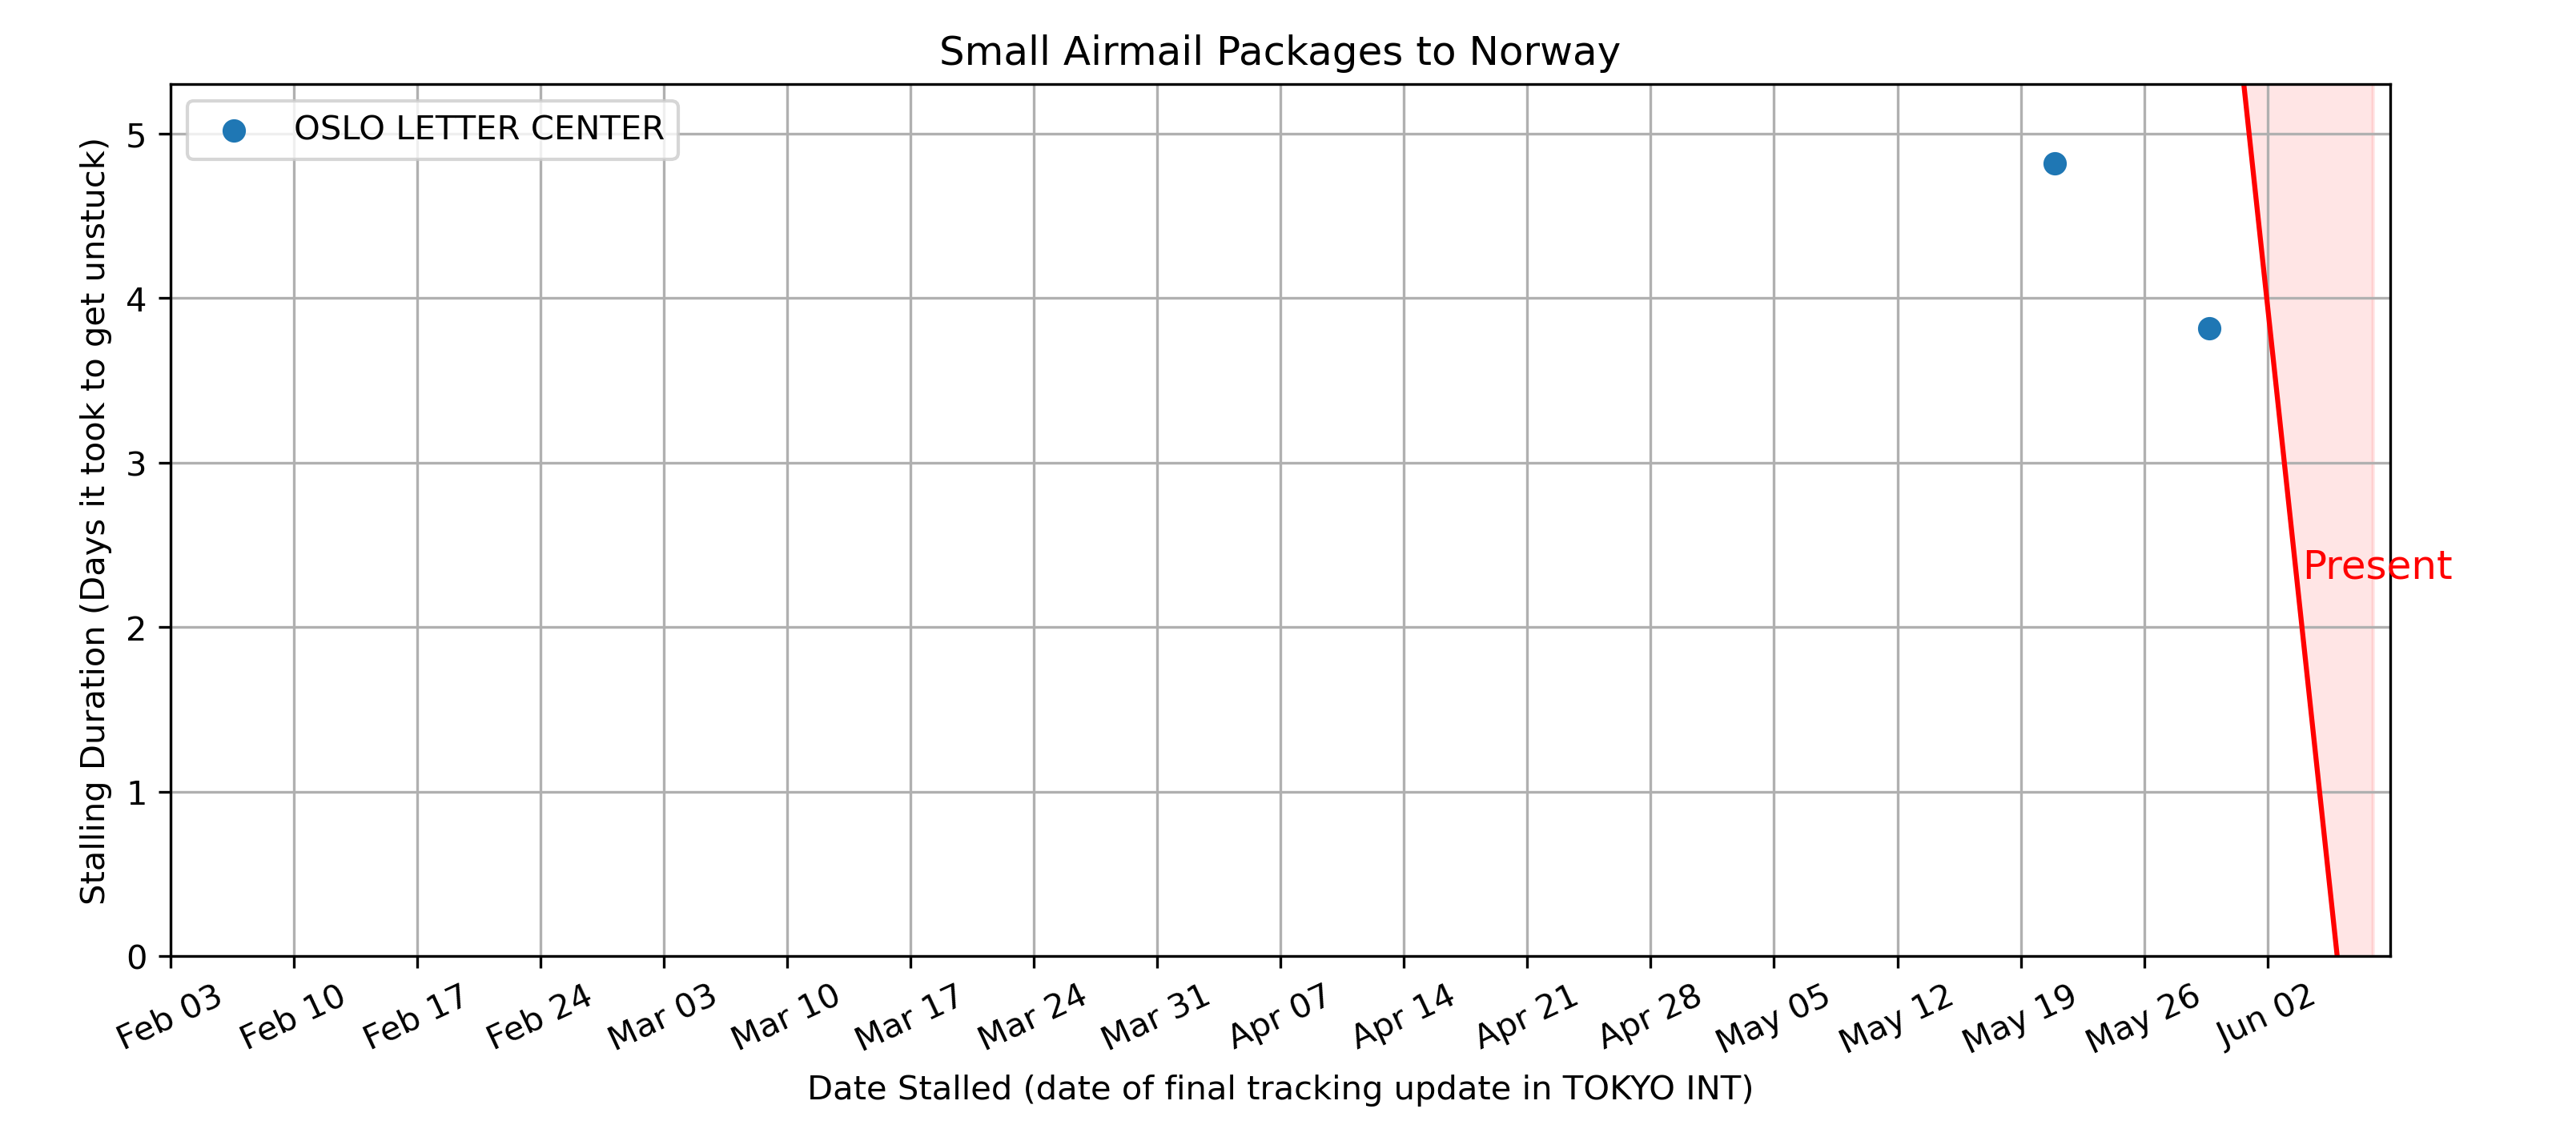 Small Airmail Packages to Norway
OSLO LETTER CENTER
Stalling Duration (Days it took to get unstuck)
5
4
3
2
1
0
Present
Feb 03
Feb 10
Feb 17
Feb 24
Mar 03
Mar 10
Mar 17
Mar 24
Mar 31
Apr 07
Apr 14
Apr 21
Apr 28
May 05
May 12
May 19
May 26
Jun 02
Date Stalled (date of final tracking update in TOKYO INT)